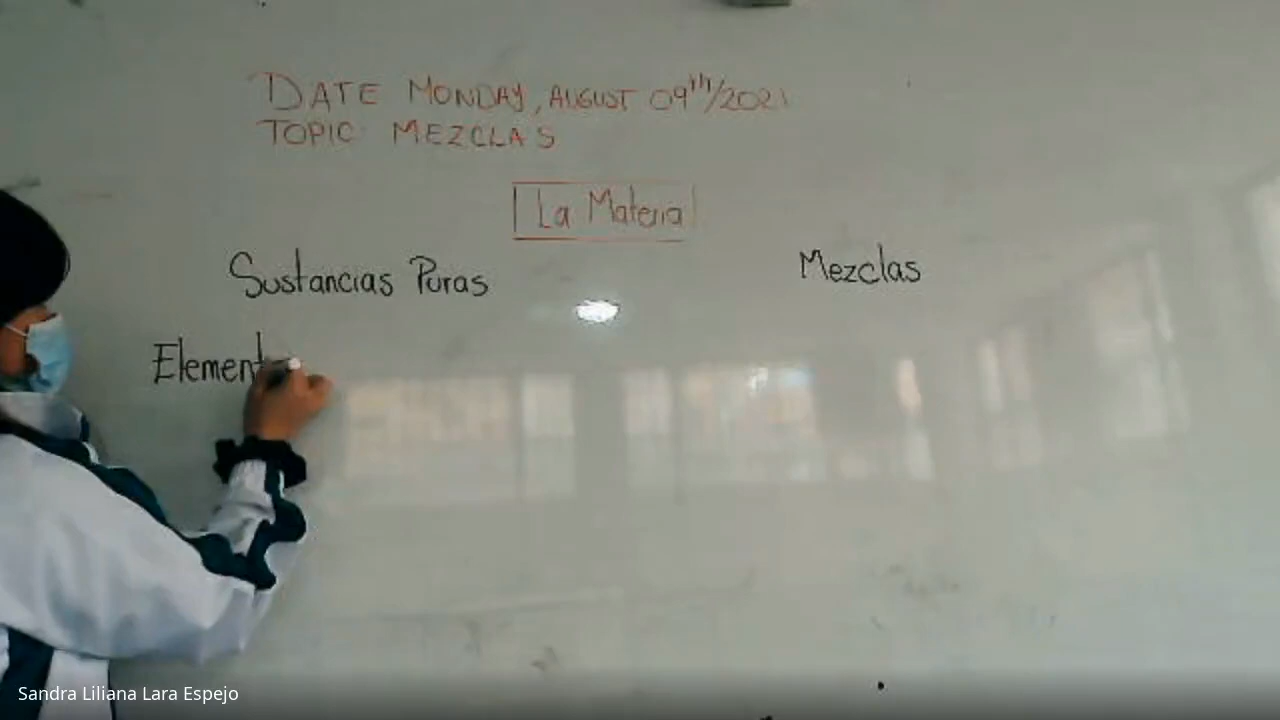 DATE MONDAY, AUGUST 09TH/2021
TOPIC: MEZCLAS
La Materia
Sustancias Puras
Mezclas
Element
Sandra Liliana Lara Espejo